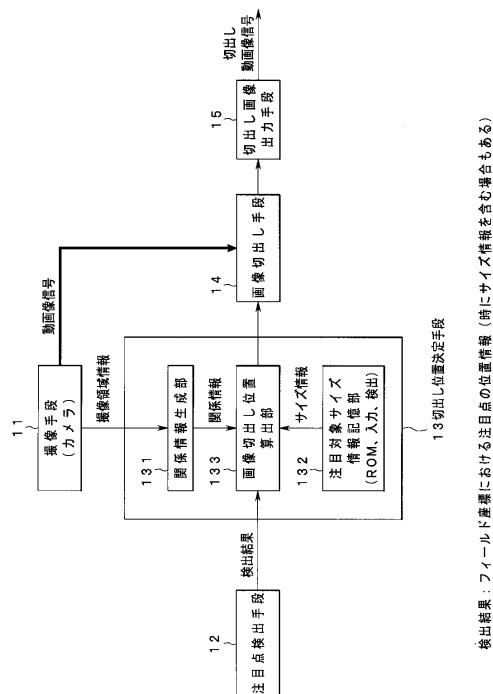 11
撮像手段
(カメラ)
動画像信号
撮像領域情報
131
関係情報生成部
関係情報
133
画像切出し位置
算出部
サイズ情報
132
注目対象サイズ
情報記憶部
(ROM、入力、検出)
13切出し位置決定手段
12
注目点検出手段
検出結果
14
画像切出し手段
15
切出し画像
出力手段
切出し
動画像信号
検出結果：フィールド座標における注目点の位置情報（時にサイズ情報を含む場合もある）